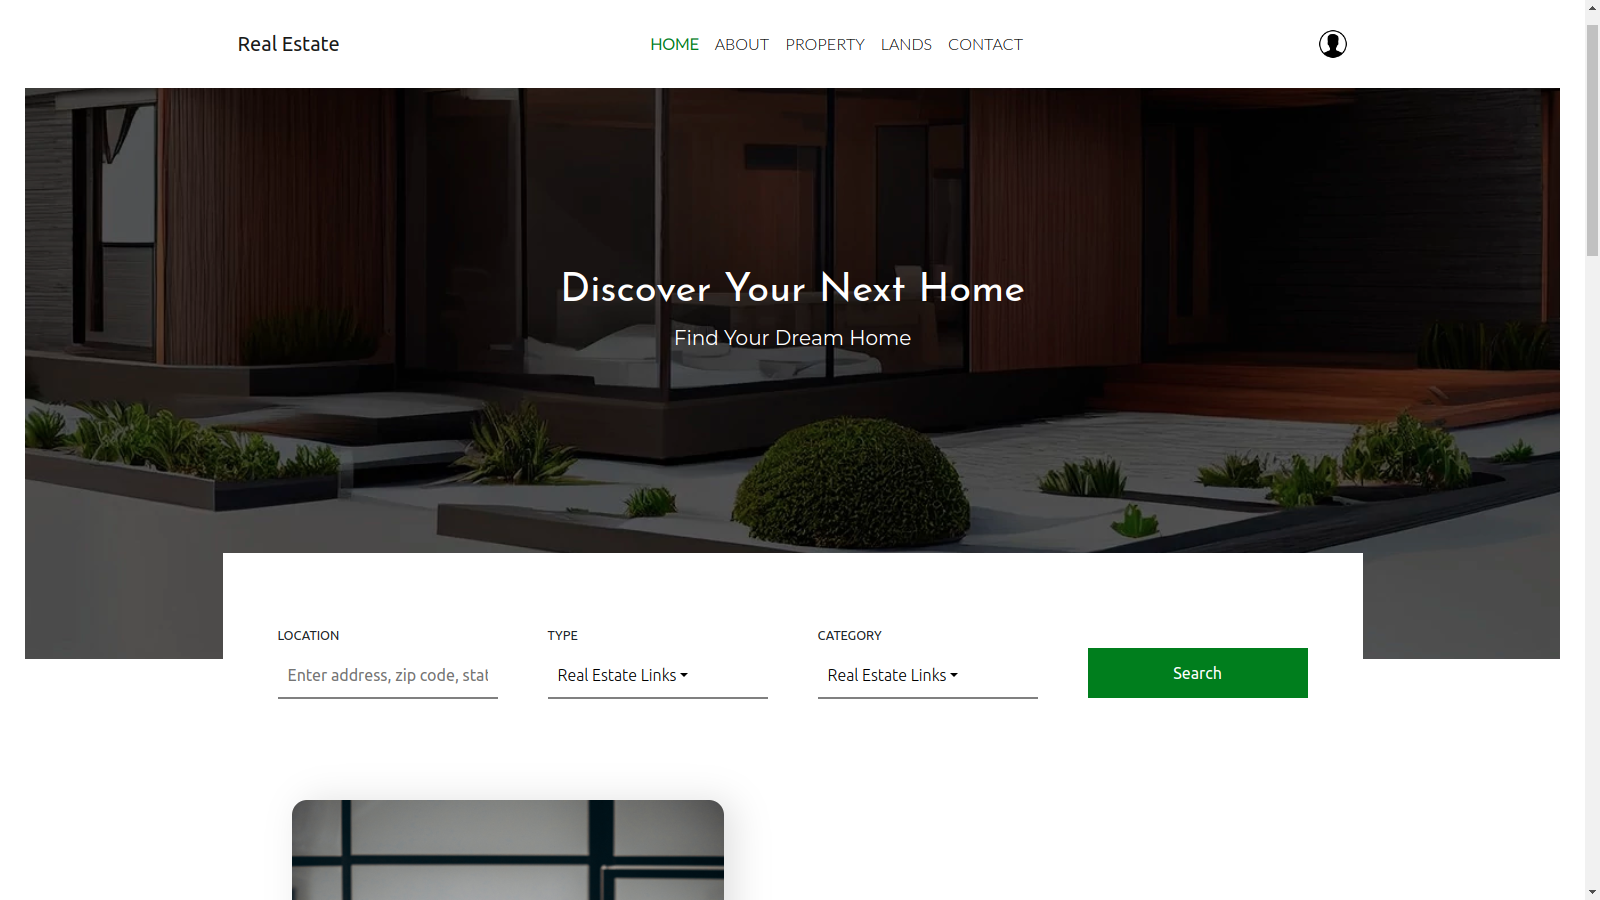 Real Estate
HOME ABOUT PROPERTY LANDS CONTACT
Discover Your Next Home
Find Your Dream Home
LOCATION
Enter address, zip code, stat
TYPE
Real Estate Links
CATEGORY
Real Estate Links
Search